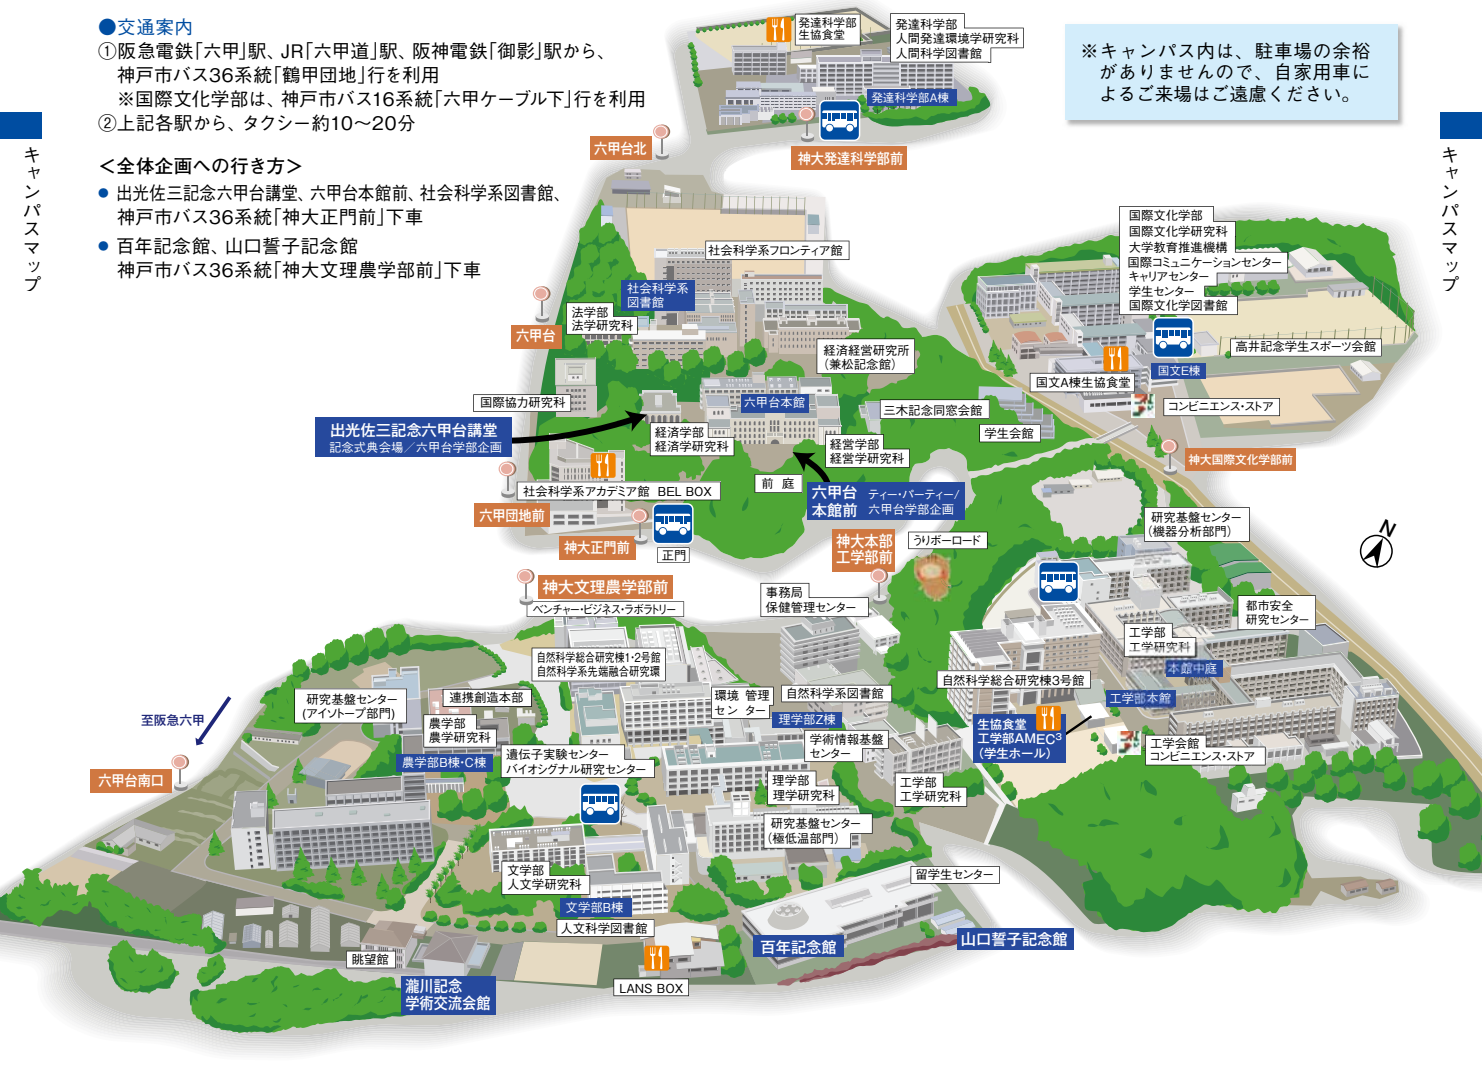 ●交通案内
①阪急電鉄「六甲」駅、JR「六甲道」駅、阪神電鉄「御影」駅から、
神戸市バス36系統「鶴甲団地」行を利用
※国際文化学部は、神戸市バス16系統「六甲ケーブル下」行を利用
②上記各駅から、タクシー約10〜20分
＜全体企画への行き方＞
● 出光佐三記念六甲台講堂、六甲台本館前、社会科学系図書館、
神戸市バス36系統「神大正門前」下車
● 百年記念館、山口誓子記念館
神戸市バス36系統「神大文理農学部前」下車
※キャンパス内は、駐車場の余裕
がありませんので、自家用車に
よるご来場はご遠慮ください。
キャンパスマップ
キャンパスマップ
発達科学部
生協食堂
発達科学部
人間発達環境学研究科
人間科学図書館
発達科学部A棟
神大発達科学部前
六甲台北
社会科学系フロンティア館
社会科学系
図書館
六甲台
法学部
法学研究科
経済経営研究所
（兼松記念館）
国際協力研究科
六甲台本館
出光佐三記念六甲台講堂
記念式典会場／六甲台学部企画
経済学部
経済学研究科
経営学部
経営学研究科
三木記念同窓会館
学生会館
社会科学系アカデミア館 BEL BOX
前 庭
六甲台
本館前
ティー・パーティー/
六甲台学部企画
六甲団地前
神大正門前
正門
国際文化学部
国際文化学研究科
大学教育推進機構
国際コミュニケーションセンター
キャリアセンター
学生センター
国際文化学図書館
高井記念学生スポーツ会館
国文E棟
国文A棟生協食堂
コンビニエンス・ストア
神大国際文化学部前
研究基盤センター
（機器分析部門）
N
神大本部
工学部前
うりボーロード
神大文理農学部前
ベンチャー・ビジネス・ラボラトリー
事務局
保健管理センター
都市安全
研究センター
工学部
工学研究科
本館中庭
自然科学総合研究棟1・2号館
自然科学系先端融合研究環
自然科学総合研究棟3号館
工学部本館
研究基盤センター
(アイソトープ部門)
連携創造本部
環境 管理
セン ター
自然科学系図書館
理学部Z棟
生協食堂
工学部AMEC³
（学生ホール）
至阪急六甲
農学部
農学研究科
学術情報基盤
センター
工学会館
コンビニエンス・ストア
遺伝子実験センター
バイオシグナル研究センター
農学部B棟・C棟
六甲台南口
理学部
理学研究科
工学部
工学研究科
研究基盤センター
（極低温部門）
文学部
人文学研究科
留学生センター
文学部B棟
人文科学図書館
百年記念館
山口誓子記念館
眺望館
瀧川記念
学術交流会館
LANS BOX